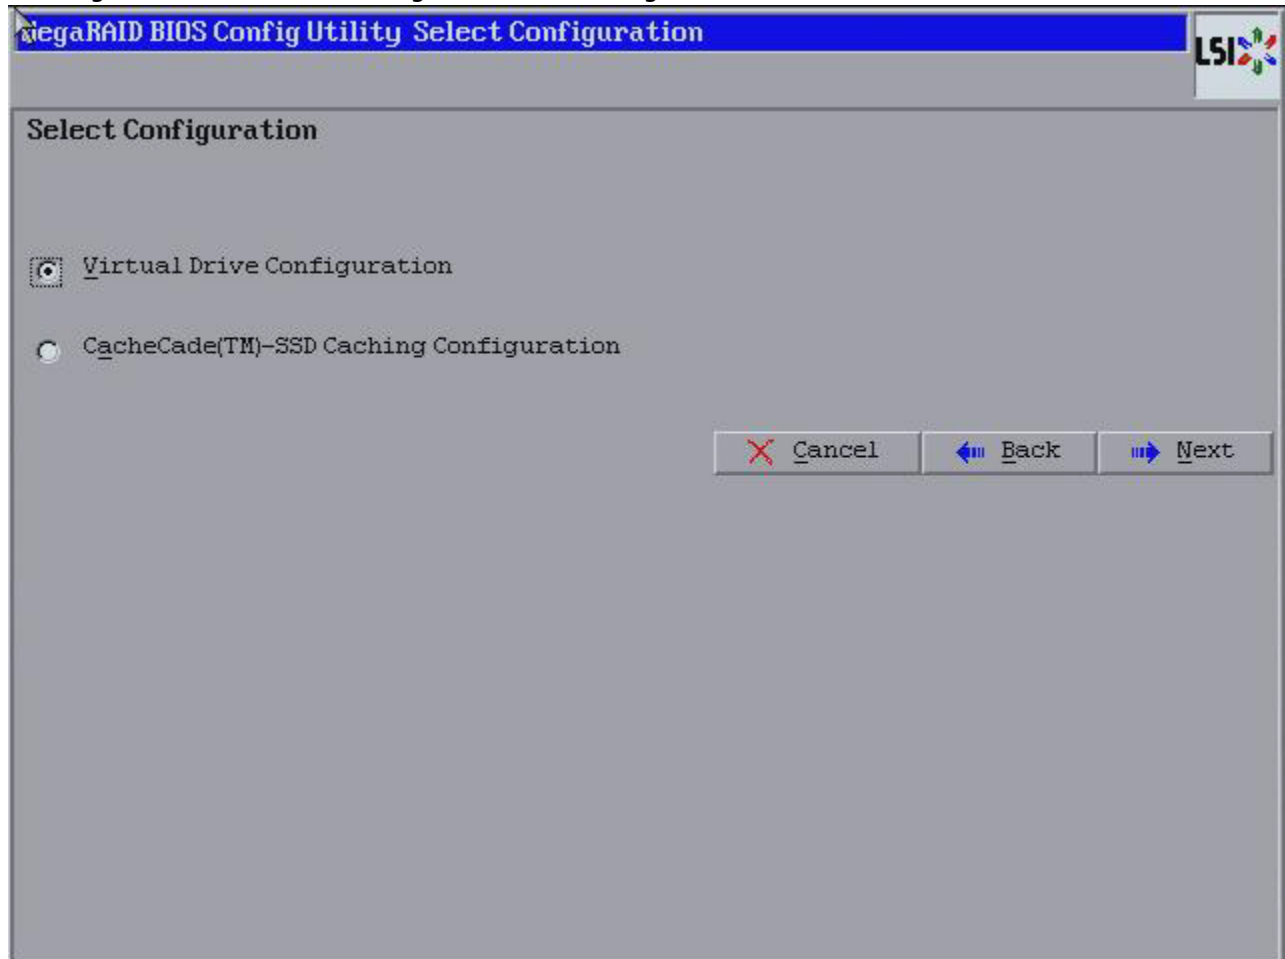 egaRAID BIOS Config Utility Select Configuration
LSI
Select Configuration
Virtual Drive Configuration
CacheCade(TM)-SSD Caching Configuration
Cancel
Back
Next